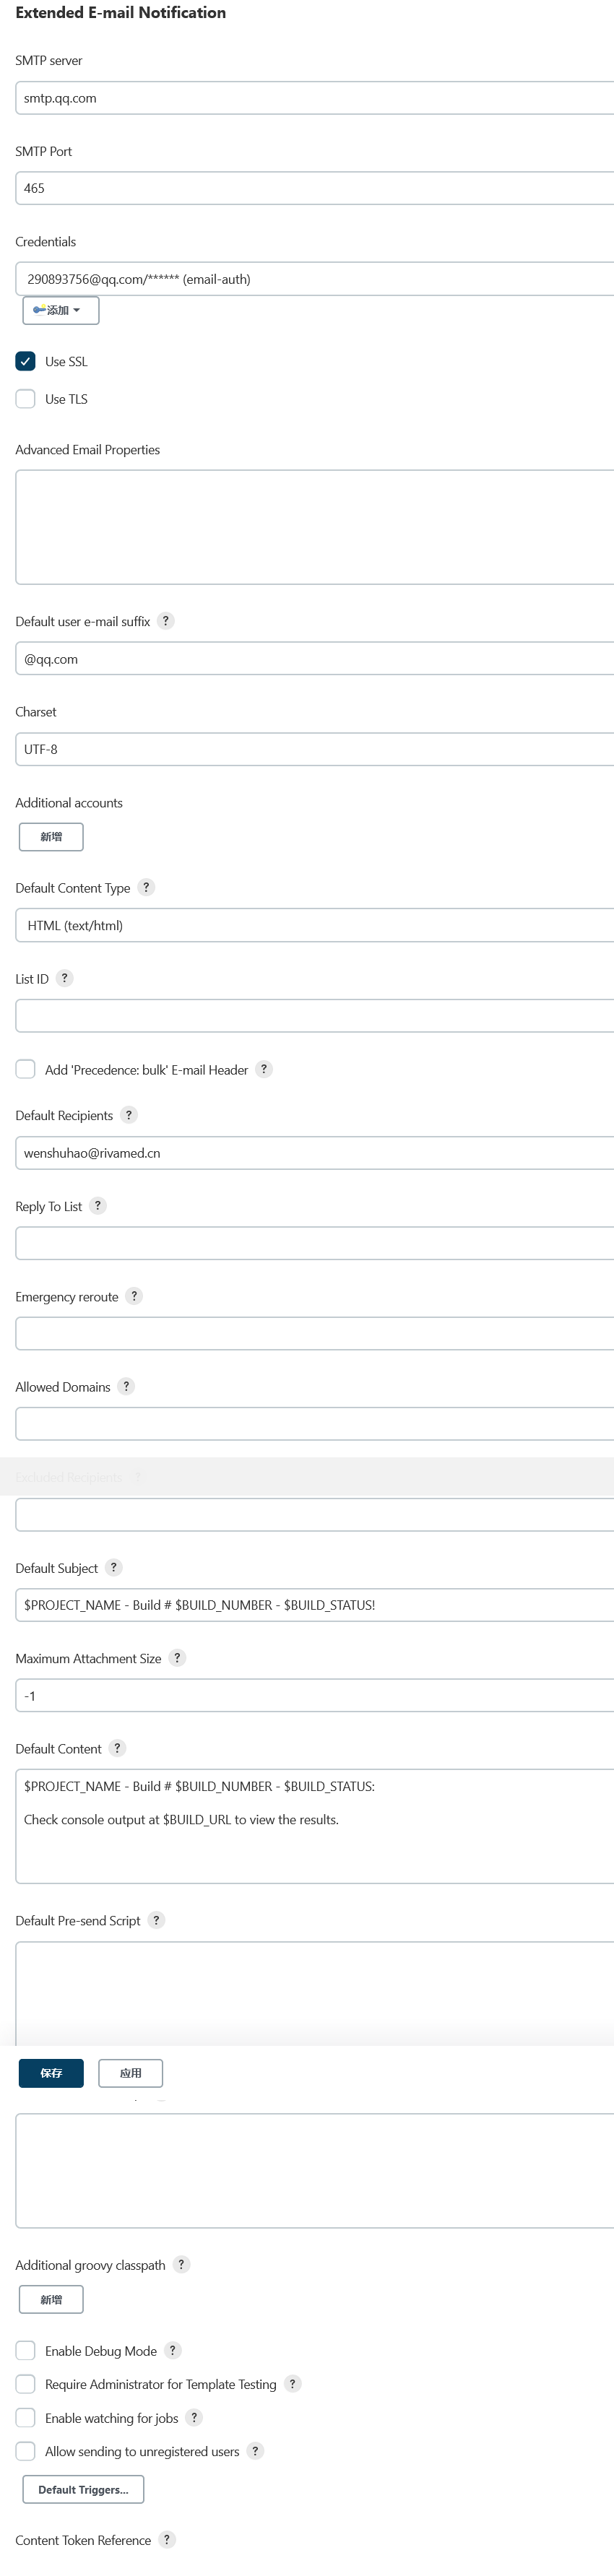 Extended E-mail Notification
SMTP server
smtp.qq.com
SMTP Port
465
Credentials
290893756@qq.com/****** (email-auth)
添加
Use SSL
Use TLS
Advanced Email Properties
Default user e-mail suffix ?
@qq.com
Charset
UTF-8
Additional accounts
新增
Default Content Type ?
HTML (text/html)
List ID ?
Add 'Precedence: bulk' E-mail Header ?
Default Recipients ?
wenshuhao@rivamed.cn
Reply To List ?
Emergency reroute ?
Allowed Domains ?
Excluded Recipients ?
Default Subject ?
$PROJECT_NAME - Build # $BUILD_NUMBER - $BUILD_STATUS!
Maximum Attachment Size ?
-1
Default Content ?
$PROJECT_NAME - Build # $BUILD_NUMBER - $BUILD_STATUS:
Check console output at $BUILD_URL to view the results.
Default Pre-send Script ?
保存 应用
Additional groovy classpath ?
新增
Enable Debug Mode ?
Require Administrator for Template Testing ?
Enable watching for jobs ?
Allow sending to unregistered users ?
Default Triggers...
Content Token Reference ?